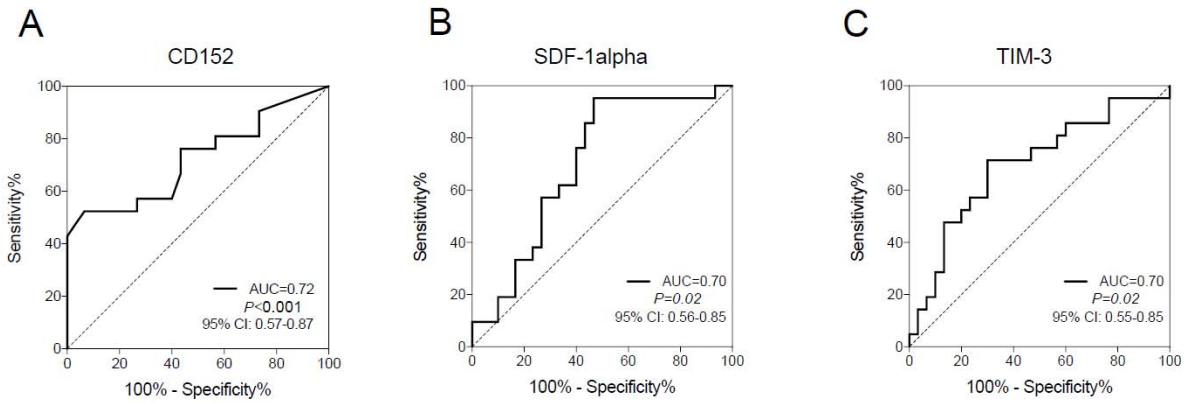 A
CD152
Sensitivity%
100
80
60
40
20
0
AUC=0.72
P<0.001
95% CI: 0.57-0.87
0 20 40 60 80 100
100% - Specificity%
B
SDF-1alpha
Sensitivity%
100
80
60
40
20
0
AUC=0.70
P=0.02
95% CI: 0.56-0.85
0 20 40 60 80 100
100% - Specificity%
C
TIM-3
Sensitivity%
100
80
60
40
20
0
AUC=0.70
P=0.02
95% CI: 0.55-0.85
0 20 40 60 80 100
100% - Specificity%